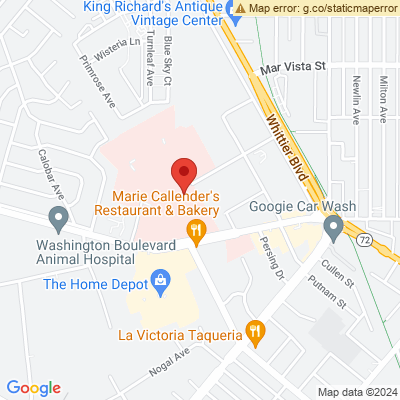 King Richard's Antique
Vintage Center
Map error: g.co/staticmaperror
Wisteria Ln
Turnleaf Ave
Blue Sky Ct
Primrose Ave
Mar Vista St
Newlin Ave
Milton Ave
Whittier Blvd
Calobar Ave
Marie Callender's
Restaurant & Bakery
Googie Car Wash
Washington Boulevard
Animal Hospital
72
Persing Dr
Cullen St
Putnam St
The Home Depot
La Victoria Taqueria
Nogal Ave
Google
Map data ©2024